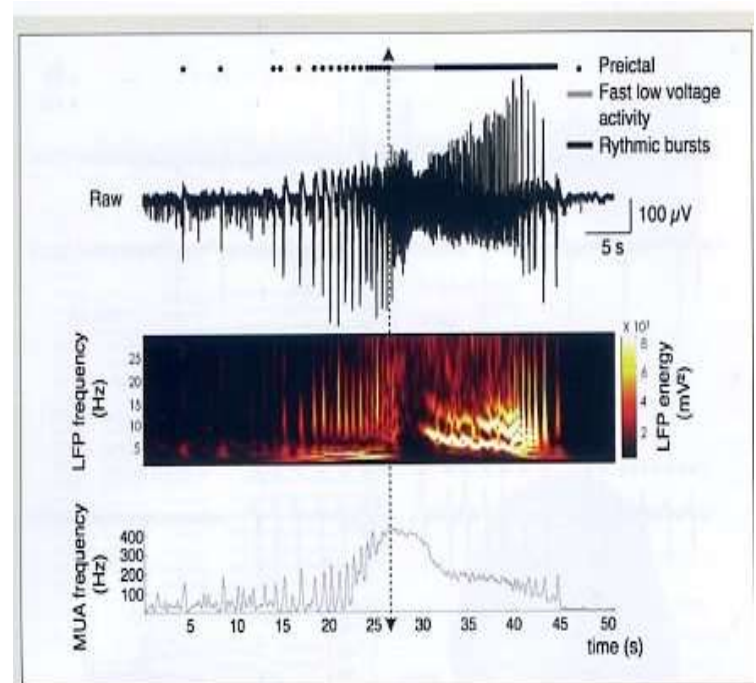 Preictal
Fast low voltage
activity
Rythmic bursts
Raw
100 µV
5 s
LFP frequency
(Hz)
25
20
15
10
5
8
6
4
2
LFP energy
(mV²)
MUA frequency
(Hz)
400
300
200
100
5 10 15 20 25 30 35 40 45 50
time (s)